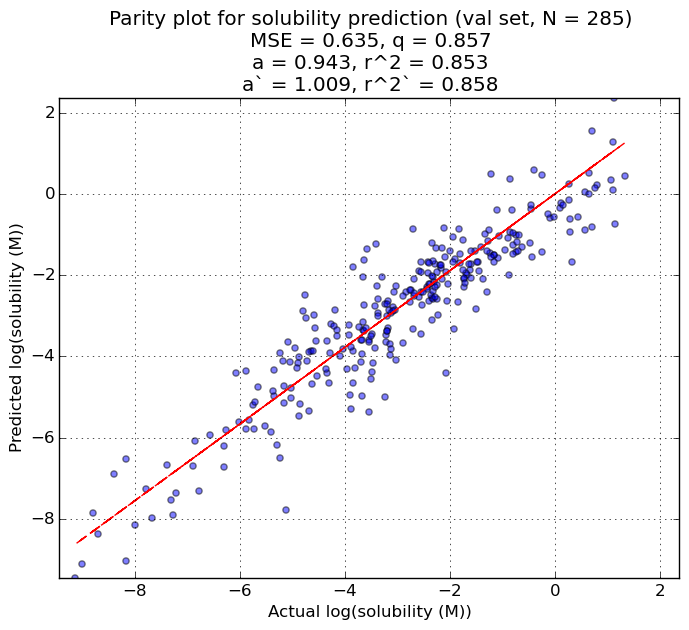 Parity plot for solubility prediction (val set, N = 285)
MSE = 0.635, q = 0.857
a = 0.943, r^2 = 0.853
a` = 1.009, r^2` = 0.858
2
0
−2
−4
−6
−8
Predicted log(solubility (M))
−8 −6 −4 −2 0 2
Actual log(solubility (M))